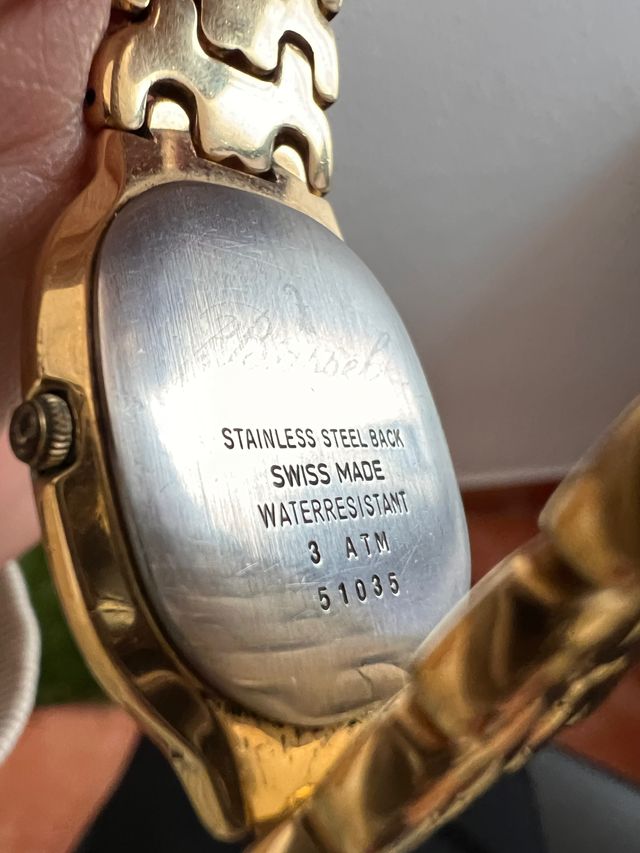 STAINLESS STEEL BACK
SWISS MADE
WATERRESISTANT
3 ATM
51035